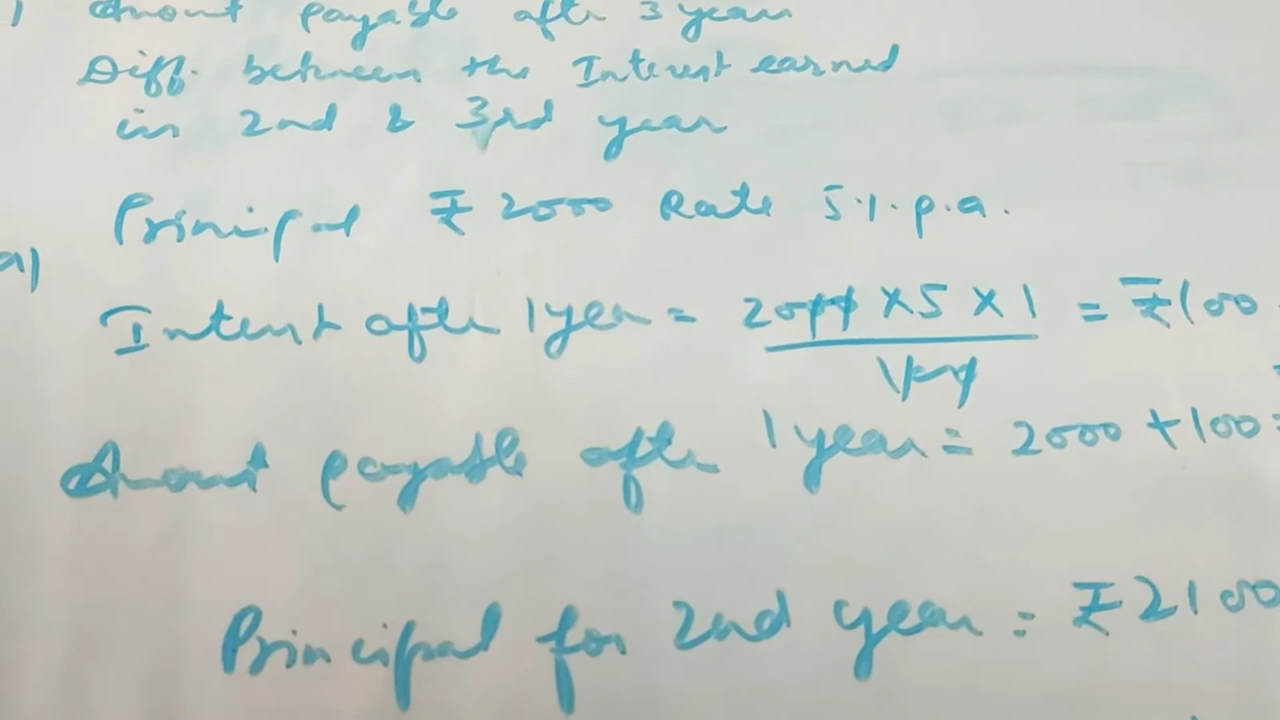 ) Amount payable after 3 years
Diff. between the Interest earned
in 2nd & 3rd year
Principal ₹ 2000 Rate 5%. p.a.
a)
Interest after 1 year = 2000 × 5 × 1 / 100 = ₹100
Amount payable after 1 year = 2000 + 100 =
Principal for 2nd year = ₹2100